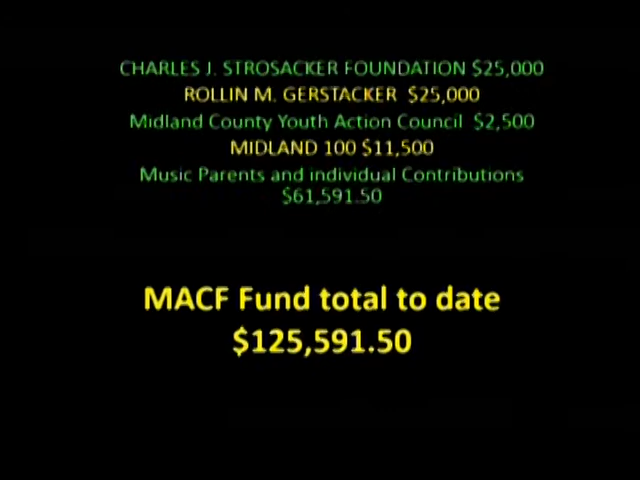 CHARLES J. STROSACKER FOUNDATION $25,000
ROLLIN M. GERSTACKER $25,000
Midland County Youth Action Council $2,500
MIDLAND 100 $11,500
Music Parents and individual Contributions
$61,591.50
MACF Fund total to date
$125,591.50